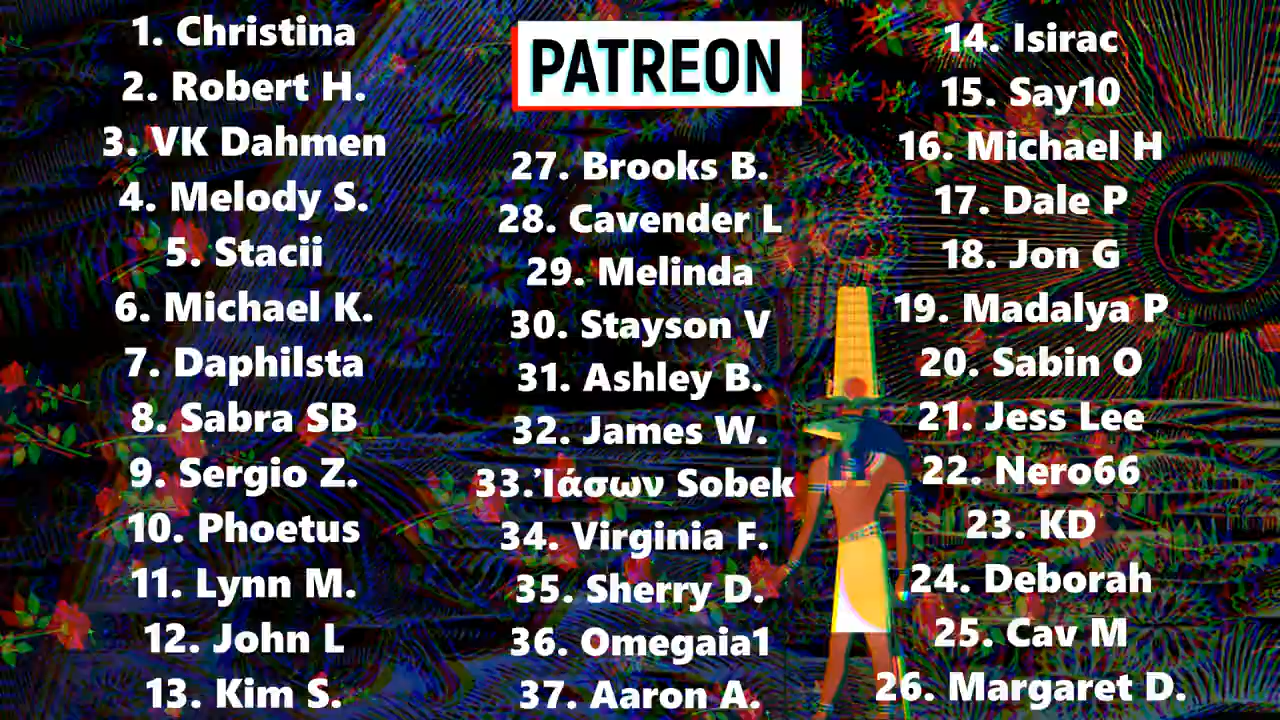 1. Christina
2. Robert H.
3. VK Dahmen
4. Melody S.
5. Stacii
6. Michael K.
7. Daphilsta
8. Sabra SB
9. Sergio Z.
10. Phoetus
11. Lynn M.
12. John L
13. Kim S.
PATREON
27. Brooks B.
28. Cavender L
29. Melinda
30. Stayson V
31. Ashley B.
32. James W.
33.Ἰάσων Sobek
34. Virginia F.
35. Sherry D.
36. Omegaia1
37. Aaron A.
14. Isirac
15. Say10
16. Michael H
17. Dale P
18. Jon G
19. Madalya P
20. Sabin O
21. Jess Lee
22. Nero66
23. KD
24. Deborah
25. Cav M
26. Margaret D.